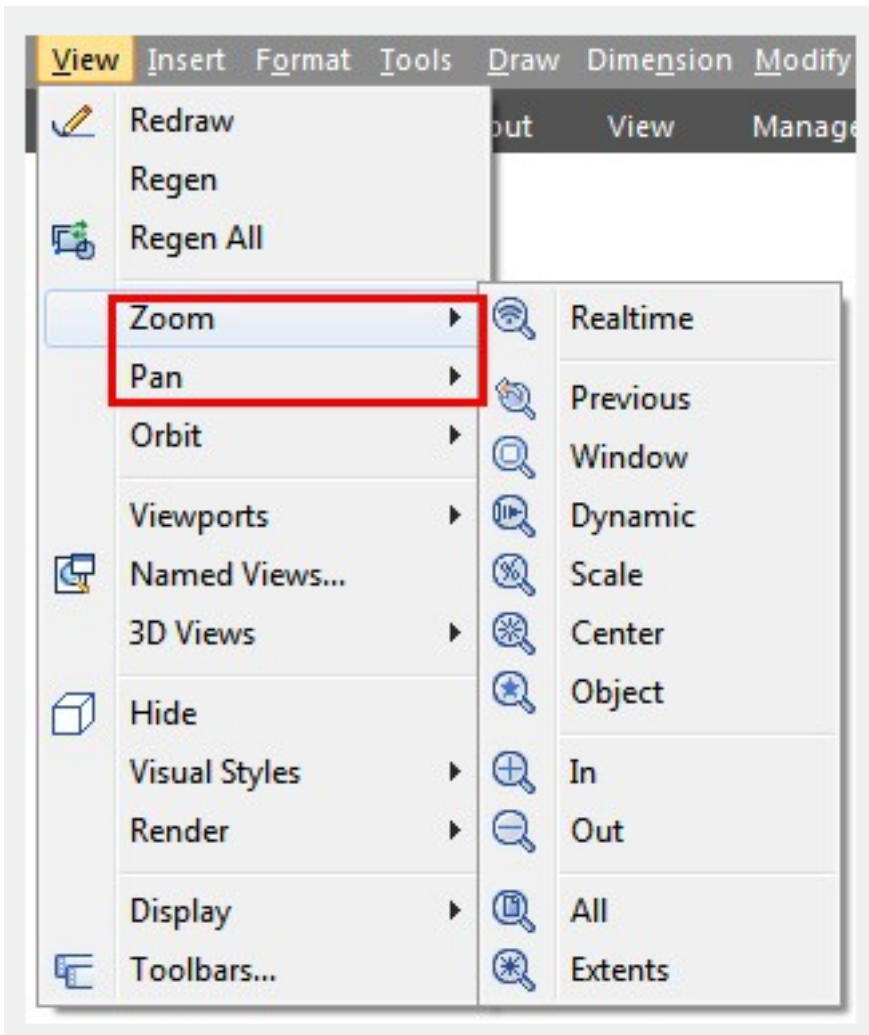 View Insert Format Tools Draw Dimension Modify
out View Manage
Redraw
Regen
Regen All
Zoom
Pan
Orbit
Viewports
Named Views...
3D Views
Hide
Visual Styles
Render
Display
Toolbars...
Realtime
Previous
Window
Dynamic
Scale
Center
Object
In
Out
All
Extents